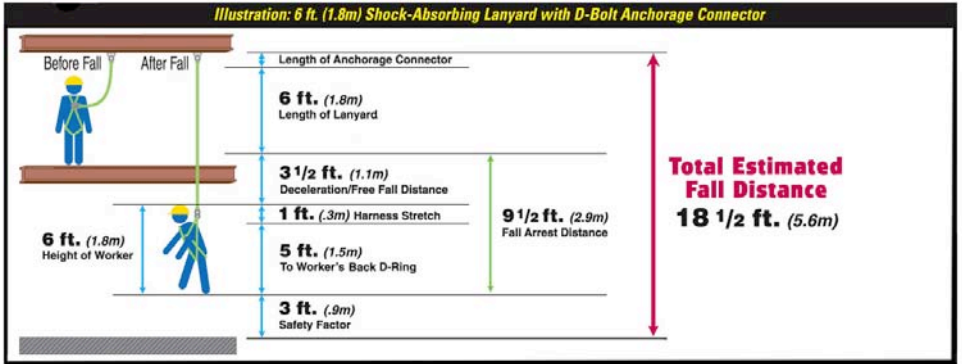 Illustration: 6 ft. (1.8m) Shock-Absorbing Lanyard with D-Bolt Anchorage Connector
Before Fall
After Fall
Length of Anchorage Connector
6 ft. (1.8m)
Length of Lanyard
3 1/2 ft. (1.1m)
Deceleration/Free Fall Distance
1 ft. (.3m) Harness Stretch
5 ft. (1.5m)
To Worker's Back D-Ring
3 ft. (.9m)
Safety Factor
6 ft. (1.8m)
Height of Worker
9 1/2 ft. (2.9m)
Fall Arrest Distance
Total Estimated
Fall Distance
18 1/2 ft. (5.6m)